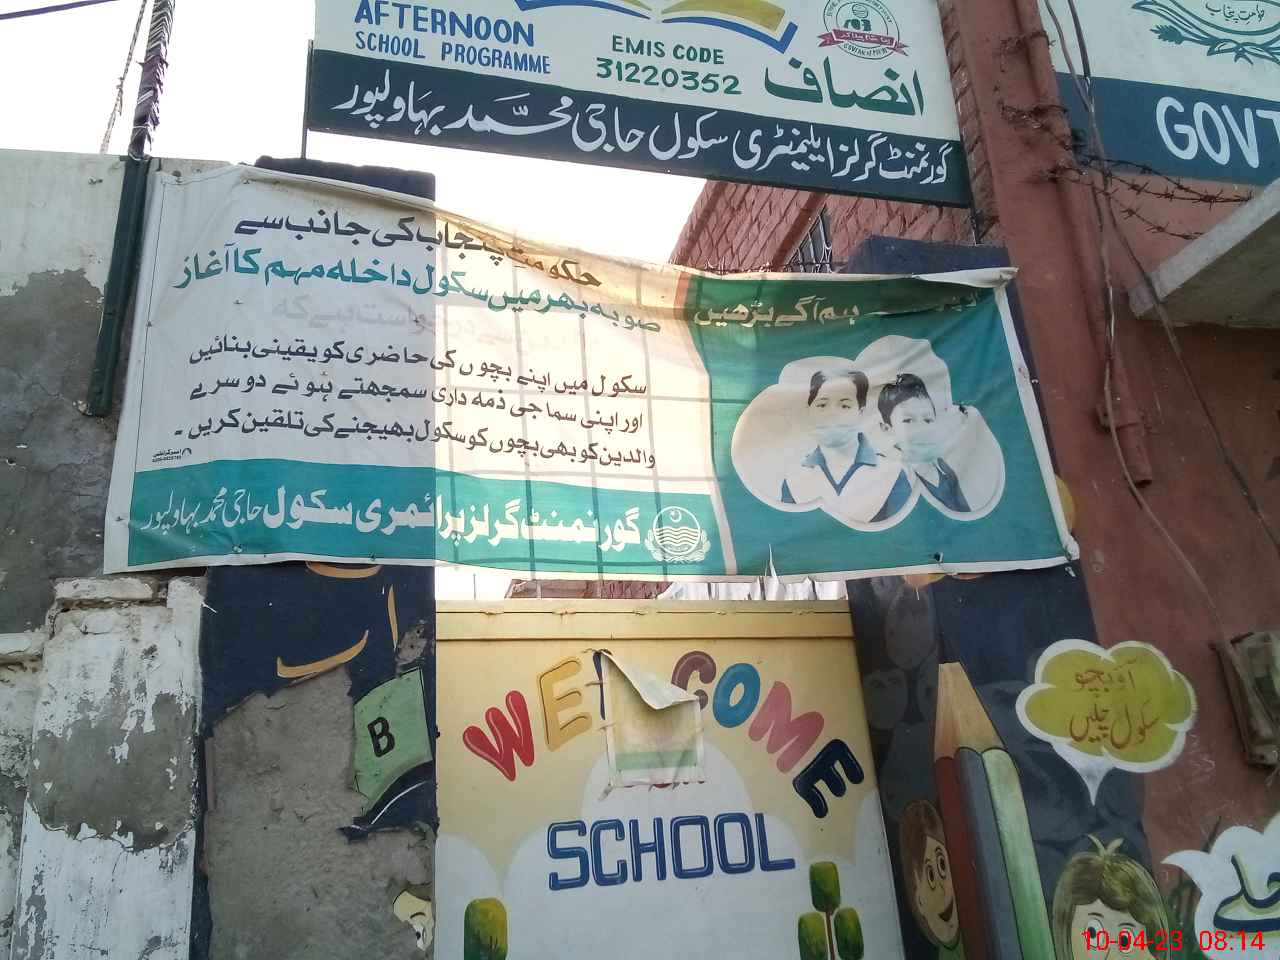 AFTERNOON
SCHOOL PROGRAMME
EMIS CODE
31220352
انصاف
گورنمنٹ گرلز ایلیمنٹری سکول حاجی محمد بہاولپور
GOVT
حکومت پنجاب کی جانب سے
صوبہ بھر میں سکول داخلہ مہم کا آغاز
سکول میں اپنے بچوں کی حاضری کو یقینی بنائیں
اور اپنی سماجی ذمہ داری سمجھتے ہوئے دوسرے
والدین کو بھی بچوں کو سکول بھیجنے کی تلقین کریں ۔
گورنمنٹ گرلز پرائمری سکول حاجی محمد بہاولپور
ہم آگے بڑھیں
ا
ب
B
WELCOME
SCHOOL
آؤ بچو
سکول چلیں
10-04-23 08:14